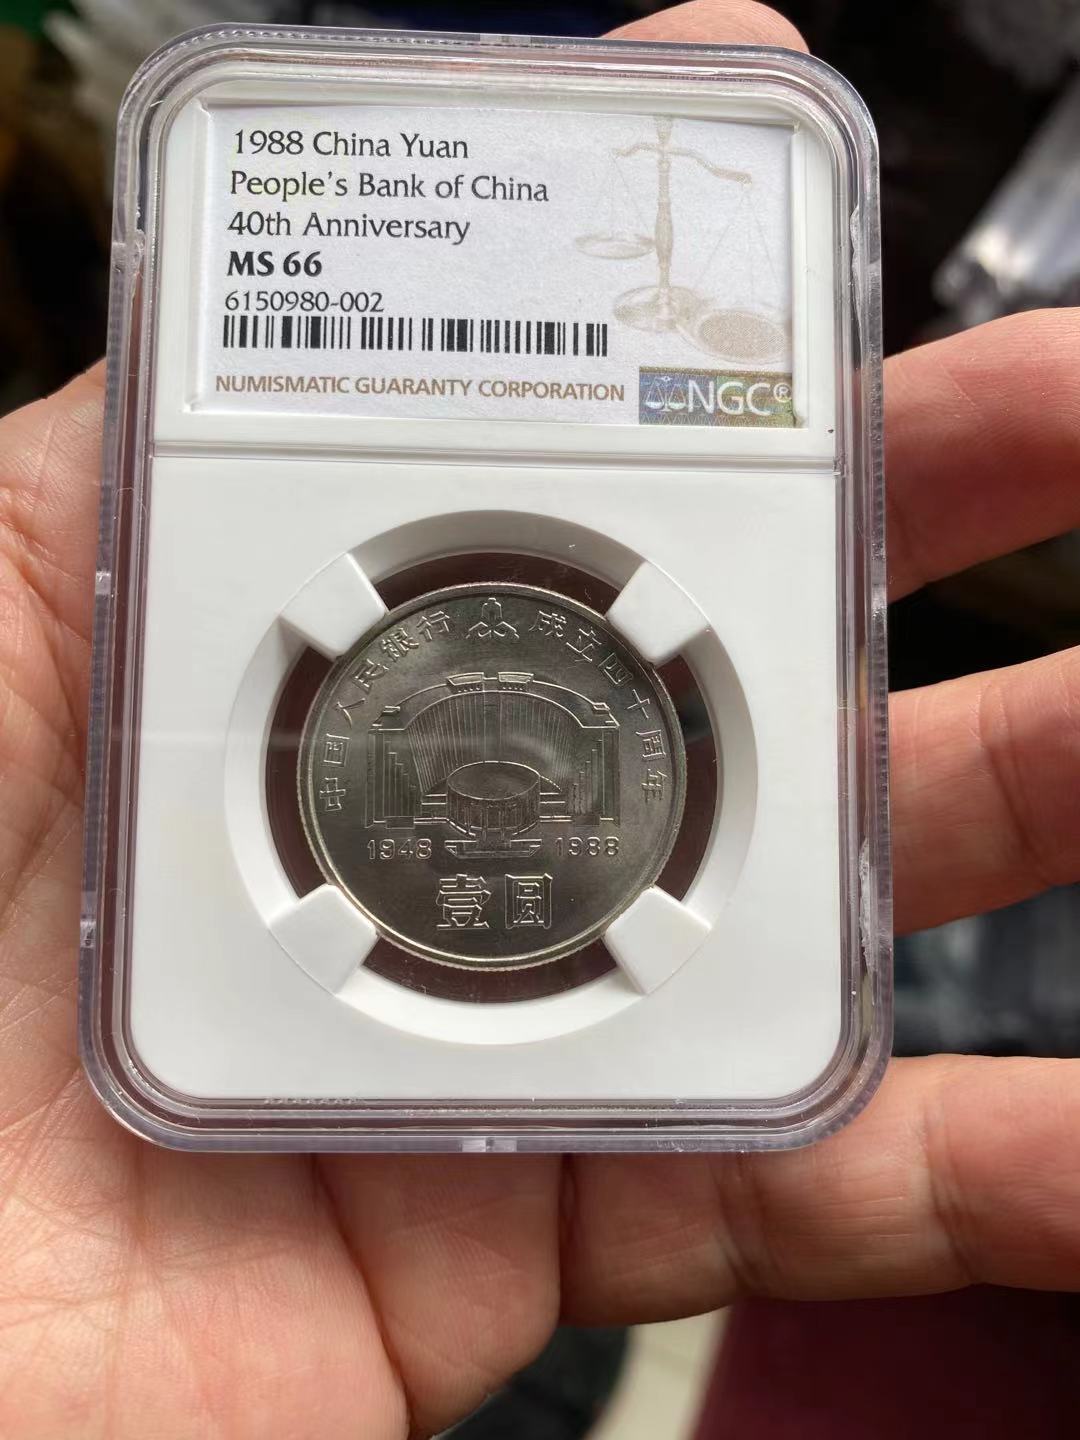 1988 China Yuan
People's Bank of China
40th Anniversary
MS 66
6150980-002
NUMISMATIC GUARANTY CORPORATION
NGC®
中国人民银行 成立四十周年
1948 1988
壹圆